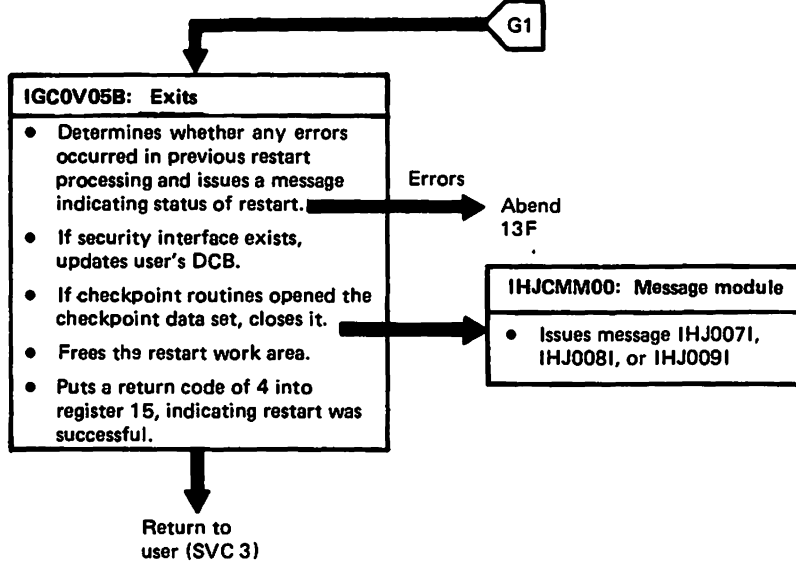 G1
IGC0V05B: Exits
● Determines whether any errors
occurred in previous restart
processing and issues a message
indicating status of restart.
● If security interface exists,
updates user's DCB.
● If checkpoint routines opened the
checkpoint data set, closes it.
● Frees the restart work area.
● Puts a return code of 4 into
register 15, indicating restart was
successful.
Errors
Abend
13F
IHJCMM00: Message module
● Issues message IHJ007I,
IHJ008I, or IHJ009I
Return to
user (SVC 3)